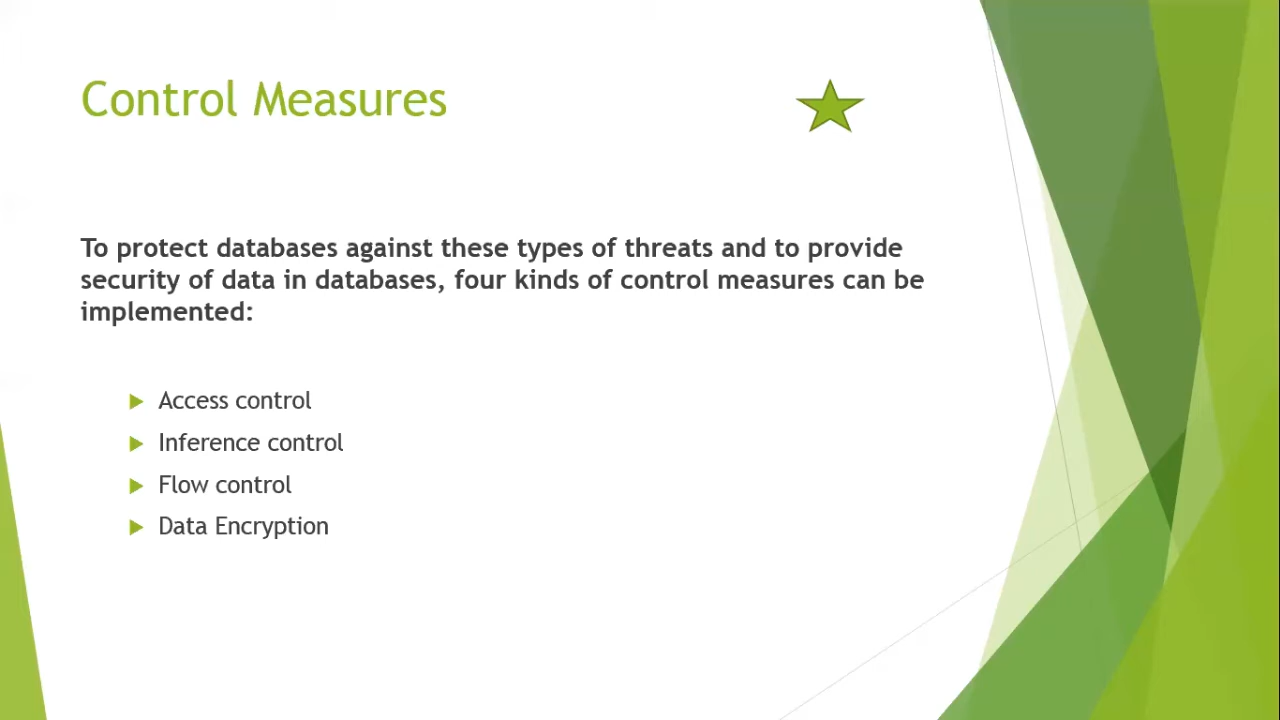 Control Measures
To protect databases against these types of threats and to provide
security of data in databases, four kinds of control measures can be
implemented:
Access control
Inference control
Flow control
Data Encryption